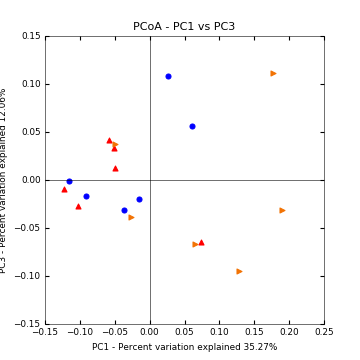 PCoA - PC1 vs PC3
0.15
0.10
0.05
0.00
−0.05
−0.10
−0.15
PC3 - Percent variation explained 12.06%
−0.15 −0.10 −0.05 0.00 0.05 0.10 0.15 0.20 0.25
PC1 - Percent variation explained 35.27%